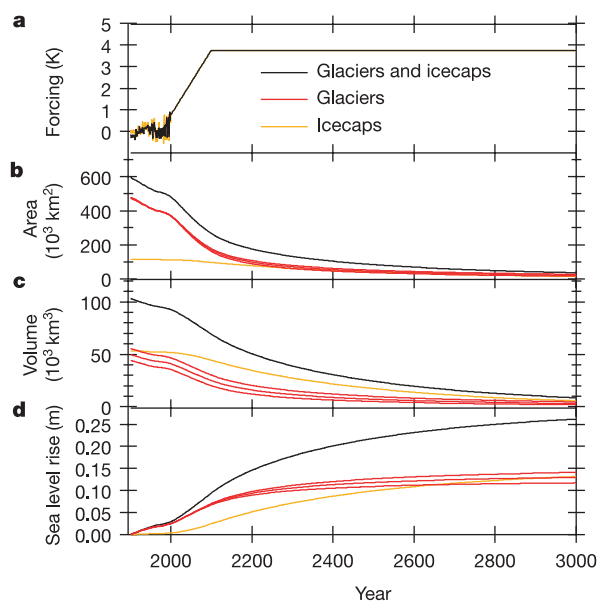 a
Forcing (K)
5
4
3
2
1
0
Glaciers and icecaps
Glaciers
Icecaps
b
Area
(10³ km²)
600
400
200
0
c
Volume
(10³ km³)
100
50
0
d
Sea level rise (m)
0.25
0.20
0.15
0.10
0.05
0.00
2000 2200 2400 2600 2800 3000
Year